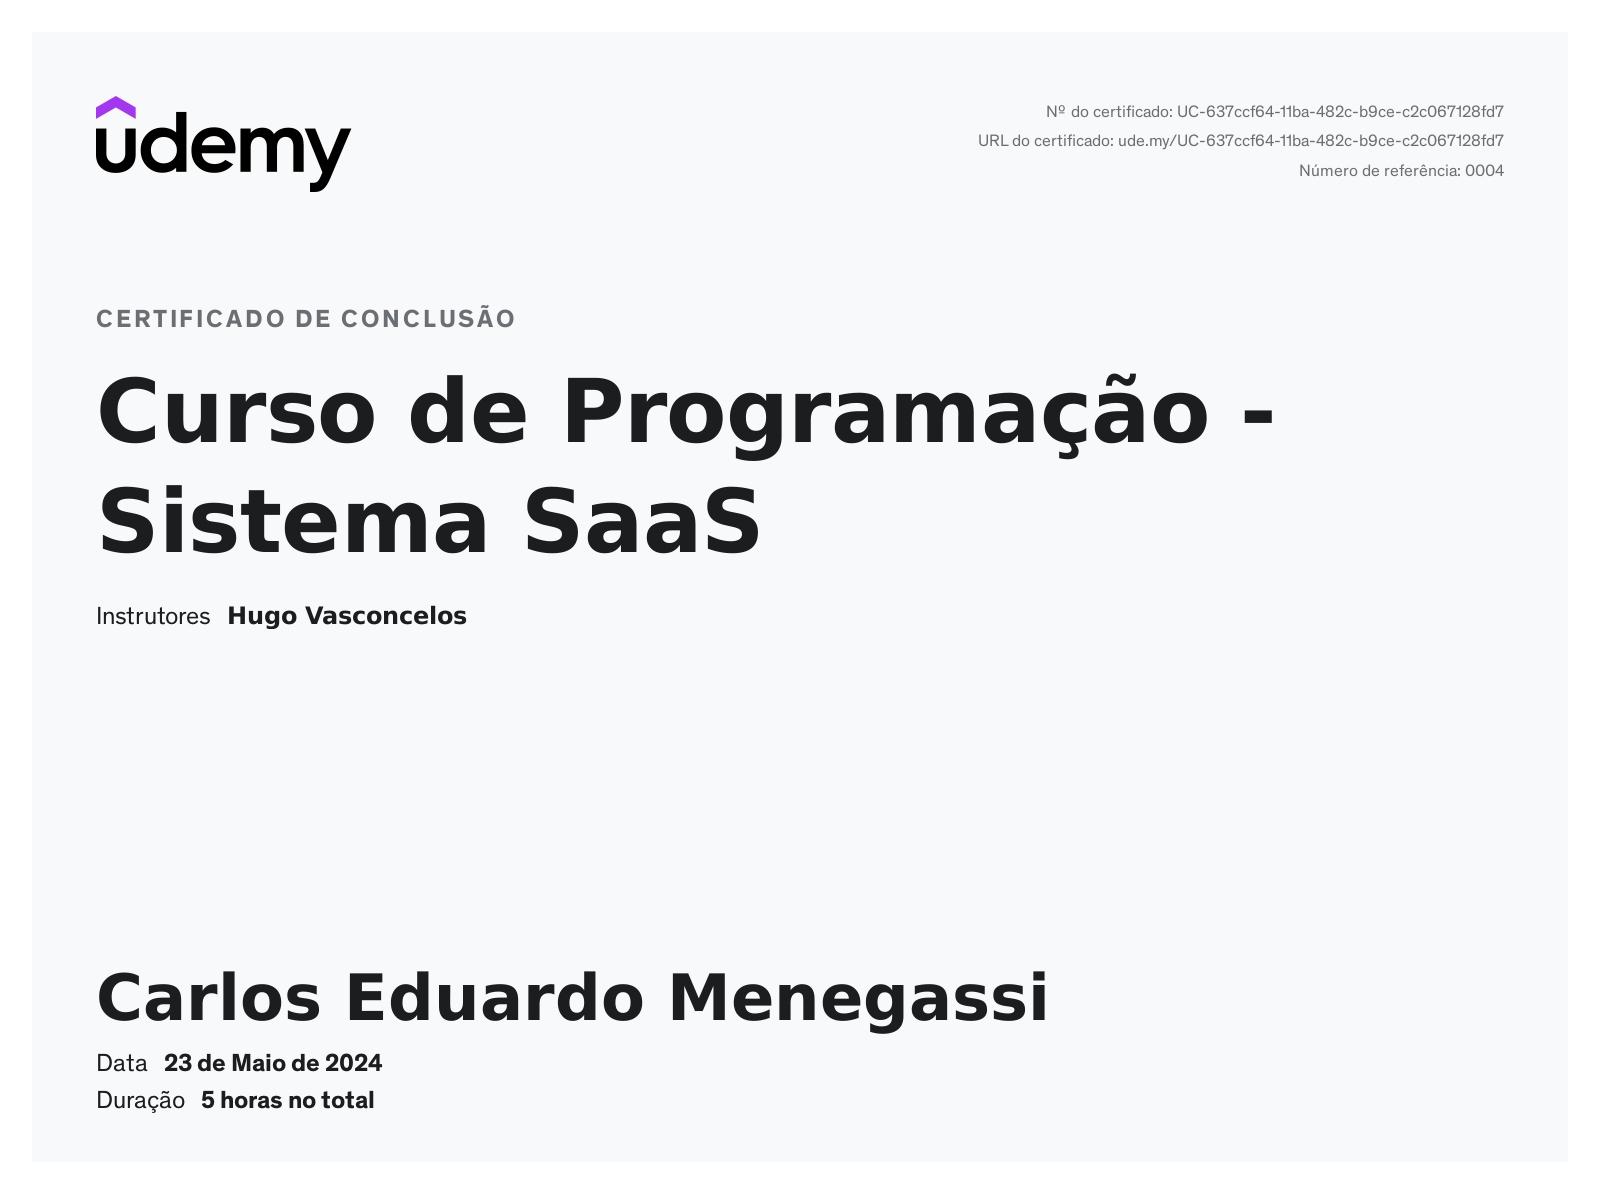 udemy
Nº do certificado: UC-637ccf64-11ba-482c-b9ce-c2c067128fd7
URL do certificado: ude.my/UC-637ccf64-11ba-482c-b9ce-c2c067128fd7
Número de referência: 0004
CERTIFICADO DE CONCLUSÃO
Curso de Programação -
Sistema SaaS
Instrutores Hugo Vasconcelos
Carlos Eduardo Menegassi
Data 23 de Maio de 2024
Duração 5 horas no total